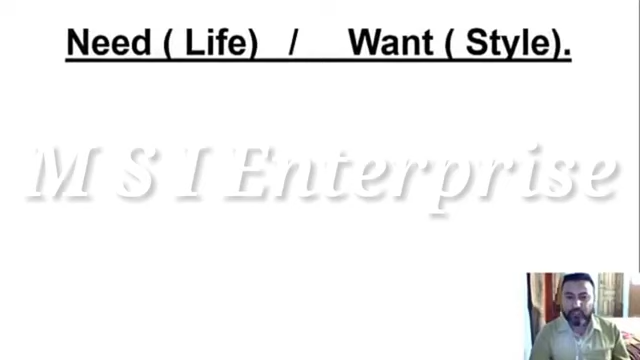 Need ( Life) / Want ( Style).
M S I Enterprise